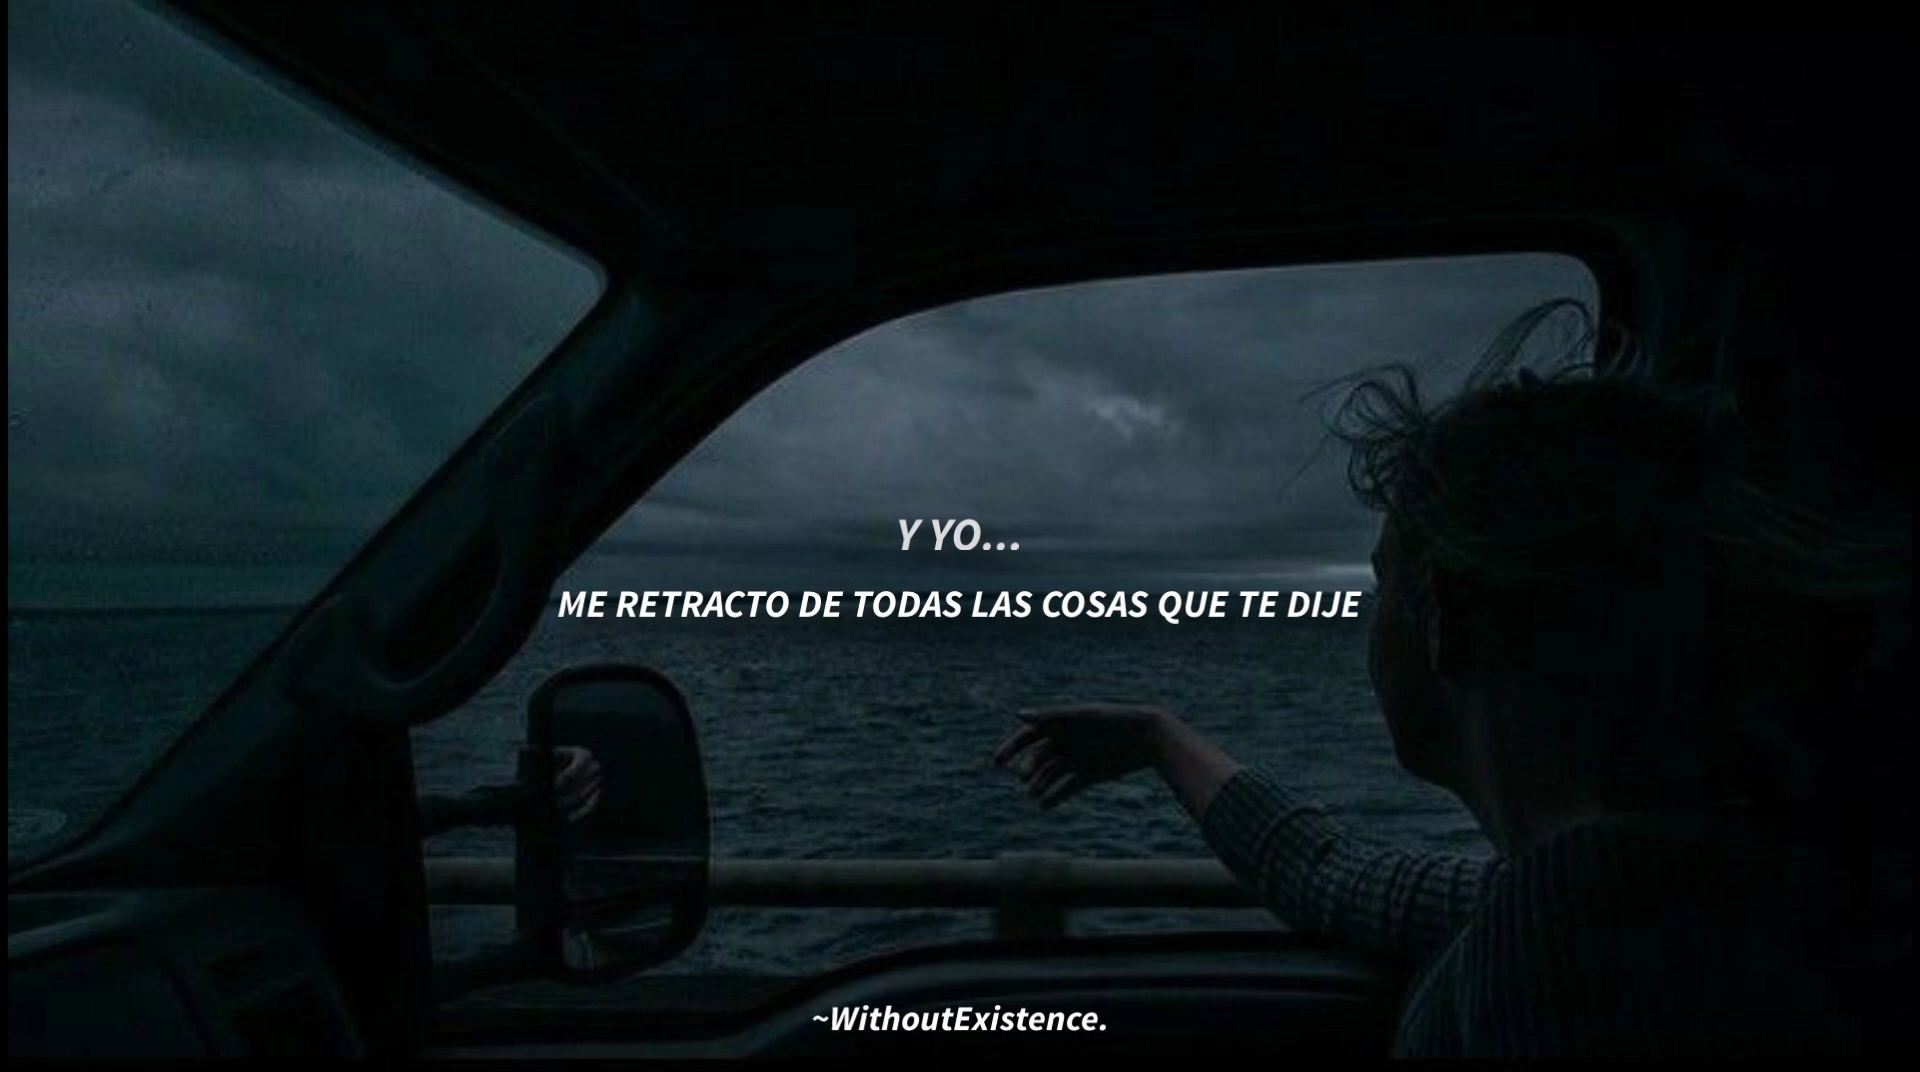 Y YO...
ME RETRACTO DE TODAS LAS COSAS QUE TE DIJE
~WithoutExistence.